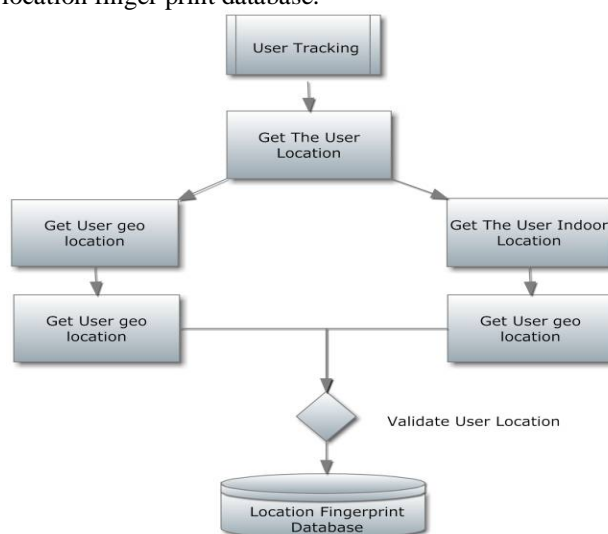 location finger print database.
User Tracking
Get The User
Location
Get User geo
location
Get The User Indoor
Location
Get User geo
location
Get User geo
location
Validate User Location
Location Fingerprint
Database